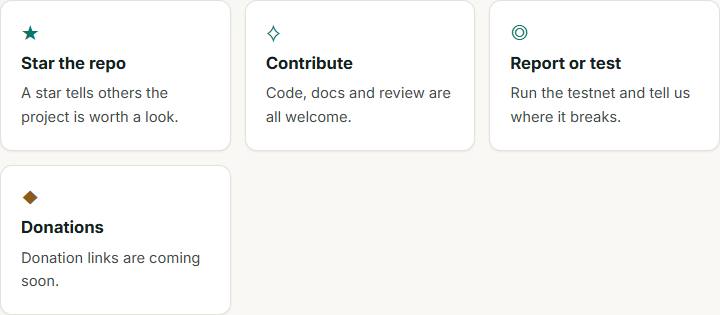 Star the repo
A star tells others the
project is worth a look.
Contribute
Code, docs and review are
all welcome.
Report or test
Run the testnet and tell us
where it breaks.
Donations
Donation links are coming
soon.